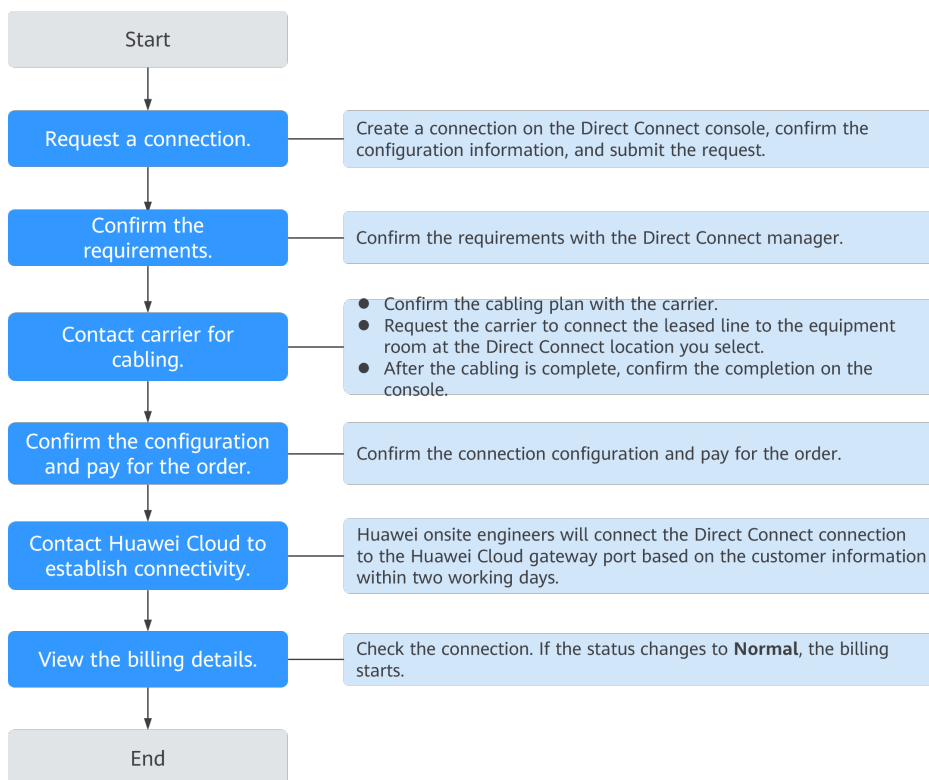 Start
Request a connection.
Create a connection on the Direct Connect console, confirm the
configuration information, and submit the request.
Confirm the
requirements.
Confirm the requirements with the Direct Connect manager.
Contact carrier for
cabling.
● Confirm the cabling plan with the carrier.
● Request the carrier to connect the leased line to the equipment
room at the Direct Connect location you select.
● After the cabling is complete, confirm the completion on the
console.
Confirm the configuration
and pay for the order.
Confirm the connection configuration and pay for the order.
Contact Huawei Cloud to
establish connectivity.
Huawei onsite engineers will connect the Direct Connect connection
to the Huawei Cloud gateway port based on the customer information
within two working days.
View the billing details.
Check the connection. If the status changes to Normal, the billing
starts.
End